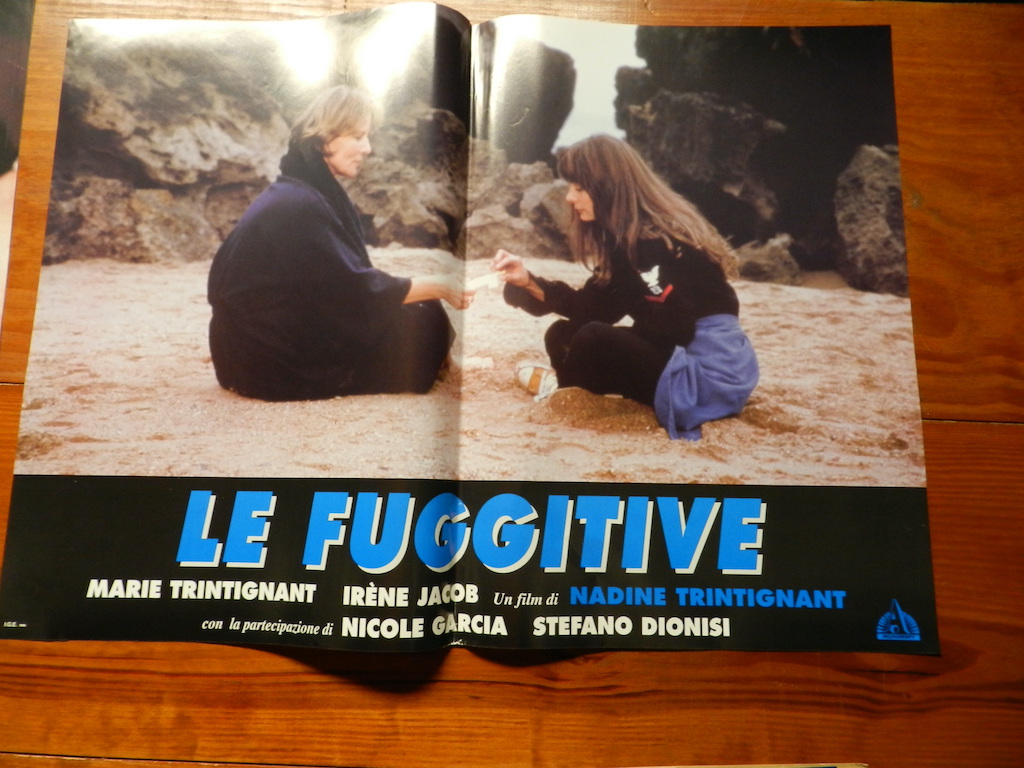 LE FUGGITIVE
MARIE TRINTIGNANT IRÈNE JACOB Un film di NADINE TRINTIGNANT
con la partecipazione di NICOLE GARCIA STEFANO DIONISI